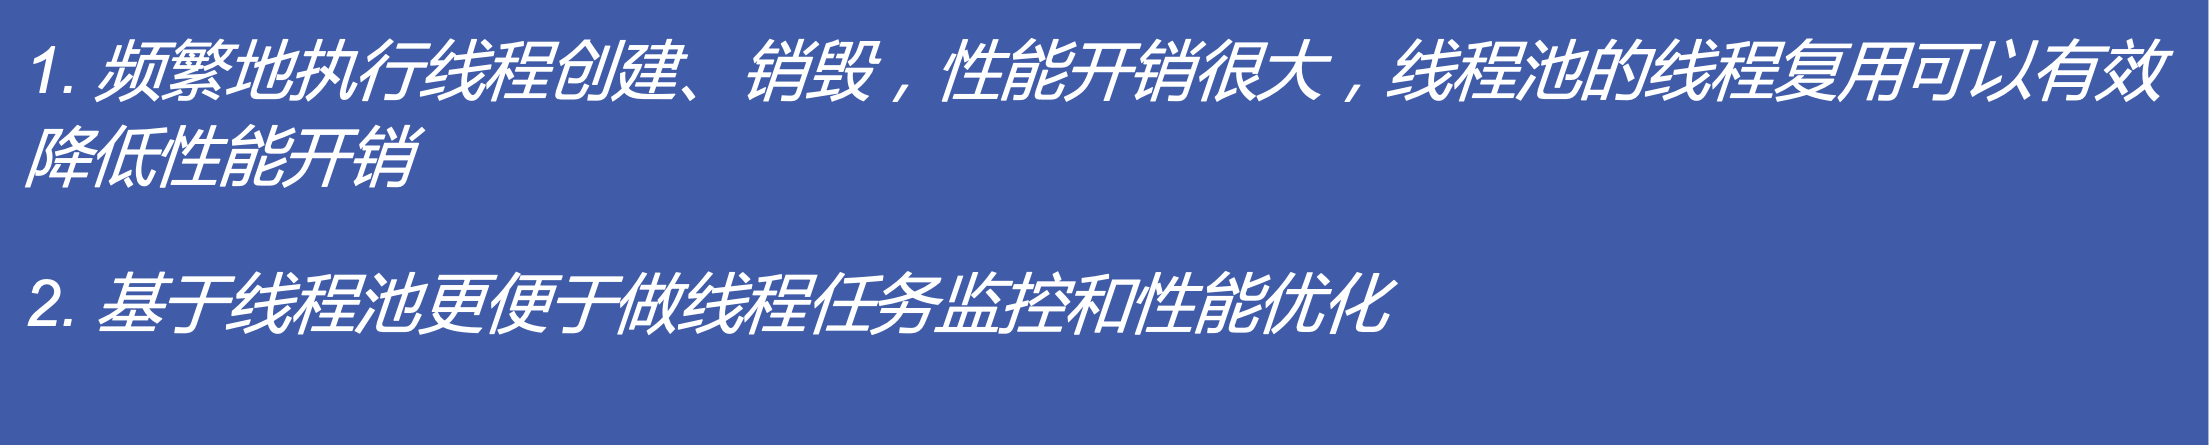 1. 频繁地执行线程创建、销毁，性能开销很大，线程池的线程复用可以有效
降低性能开销
2. 基于线程池更便于做线程任务监控和性能优化